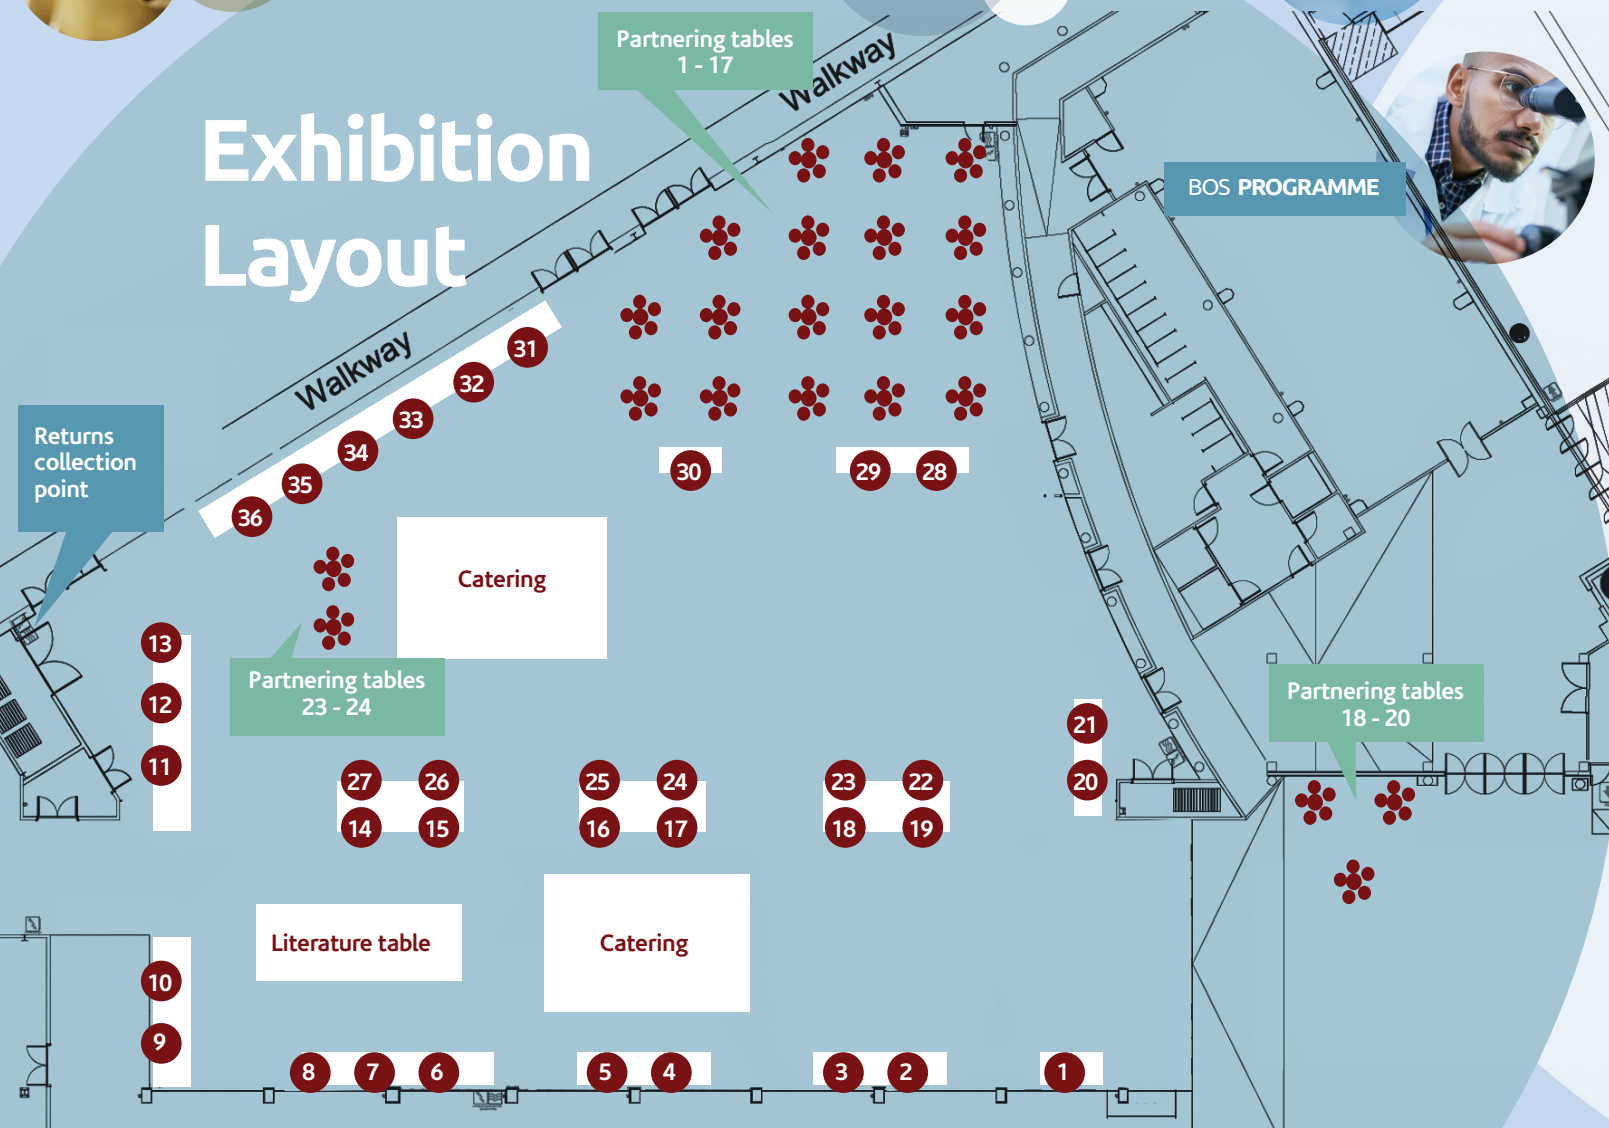 Partnering tables
1 - 17
Walkway
Exhibition
Layout
BOS PROGRAMME
Walkway
31
32
33
34
35
36
Returns
collection
point
30
29
28
Catering
13
12
11
Partnering tables
23 - 24
Partnering tables
18 - 20
21
20
27
26
25
24
23
22
14
15
16
17
18
19
Literature table
Catering
10
9
8
7
6
5
4
3
2
1